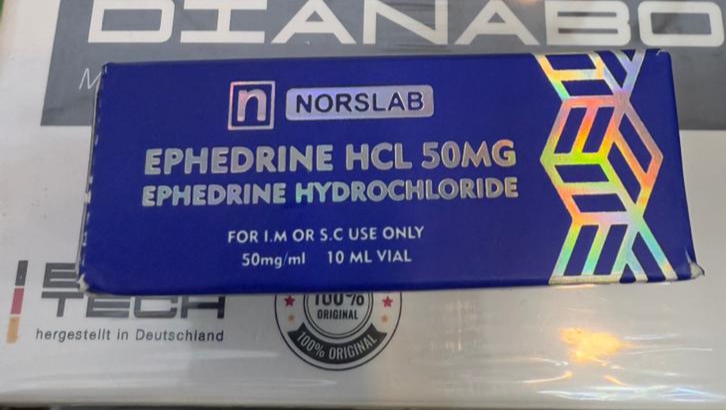 DIANABO
M
n NORSLAB
EPHEDRINE HCL 50MG
EPHEDRINE HYDROCHLORIDE
FOR I.M OR S.C USE ONLY
50mg/ml 10 ML VIAL
TECH
hergestellt in Deutschland
100%
ORIGINAL
100% ORIGINAL